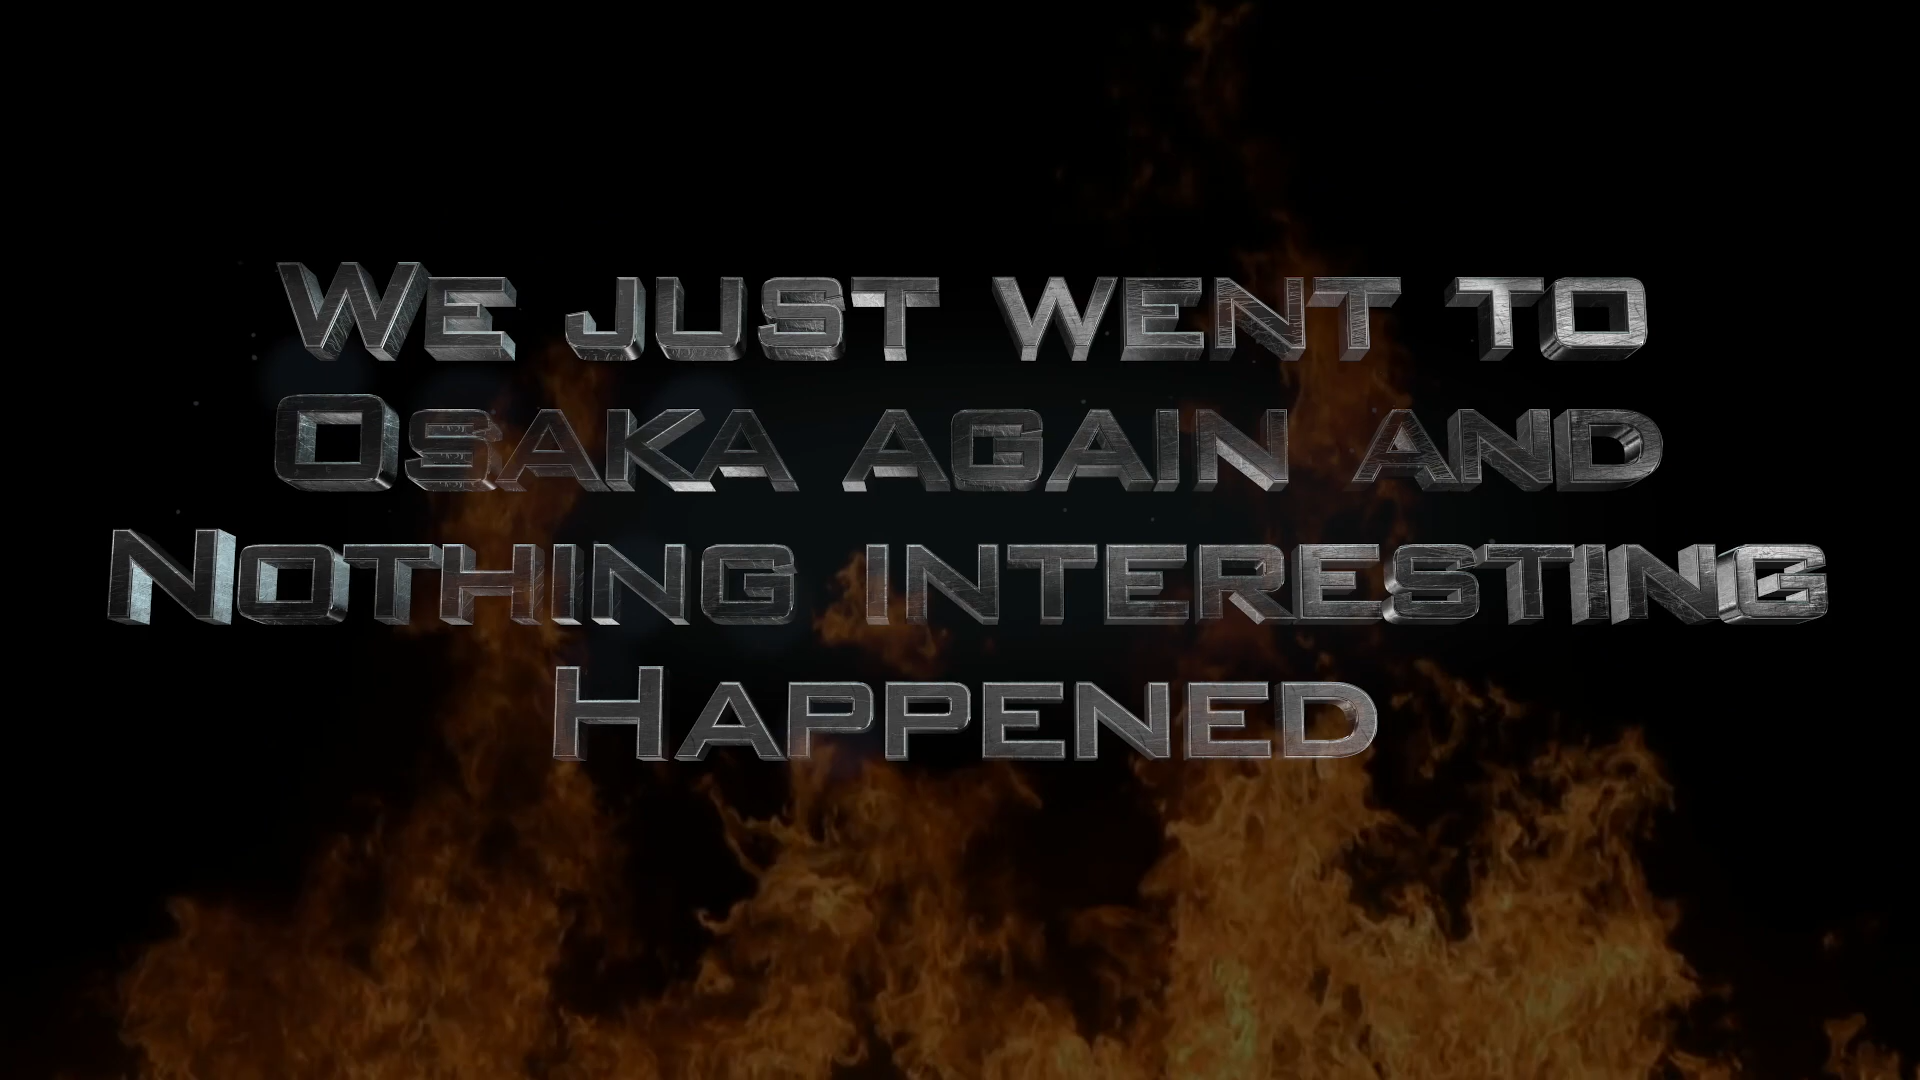 We just went to
Osaka again and
Nothing interesting
Happened